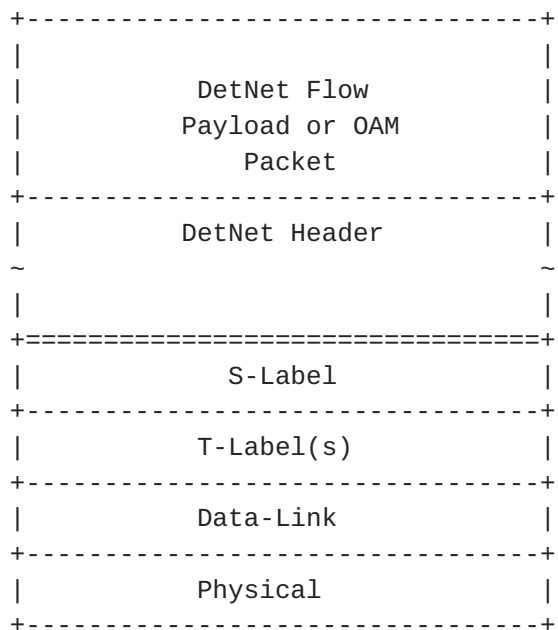 +---------------------------------+
|                                 |
|           DetNet Flow           |
|          Payload or OAM         |
|              Packet             |
+---------------------------------+
|          DetNet Header          |
~                                 ~
|                                 |
+=================================+
|             S-Label             |
+---------------------------------+
|           T-Label(s)            |
+---------------------------------+
|           Data-Link             |
+---------------------------------+
|           Physical              |
+---------------------------------+